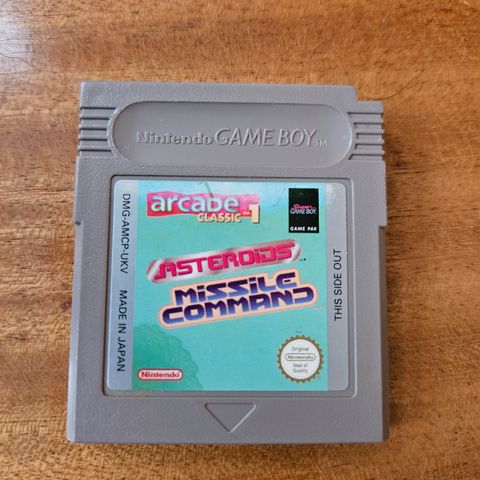 Nintendo GAME BOY TM
arcade
CLASSIC 1
Super
GAME BOY
GAME PAK
DMG-AMCP-UKV MADE IN JAPAN
ASTEROIDS
MISSILE
COMMAND
THIS SIDE OUT
Nintendo
Original
Nintendo
Seal of
Quality